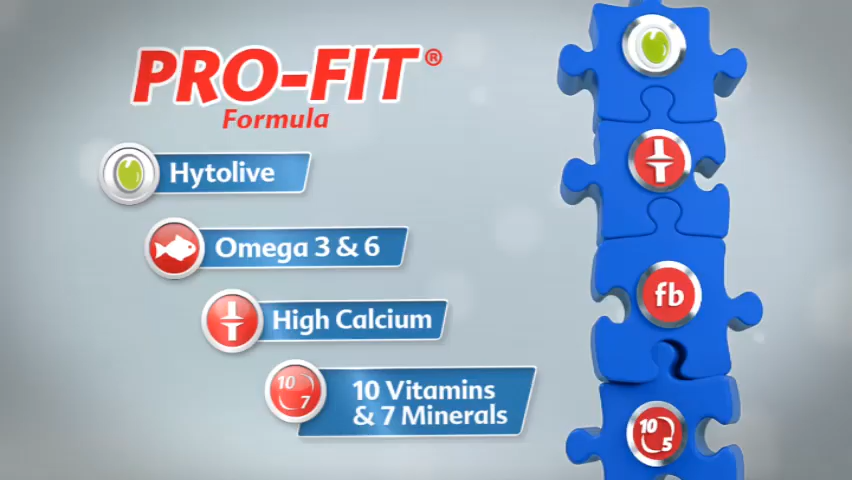 PRO-FIT®
Formula
Hytolive
Omega 3 & 6
High Calcium
10 7
10 Vitamins
& 7 Minerals
fb
10 5